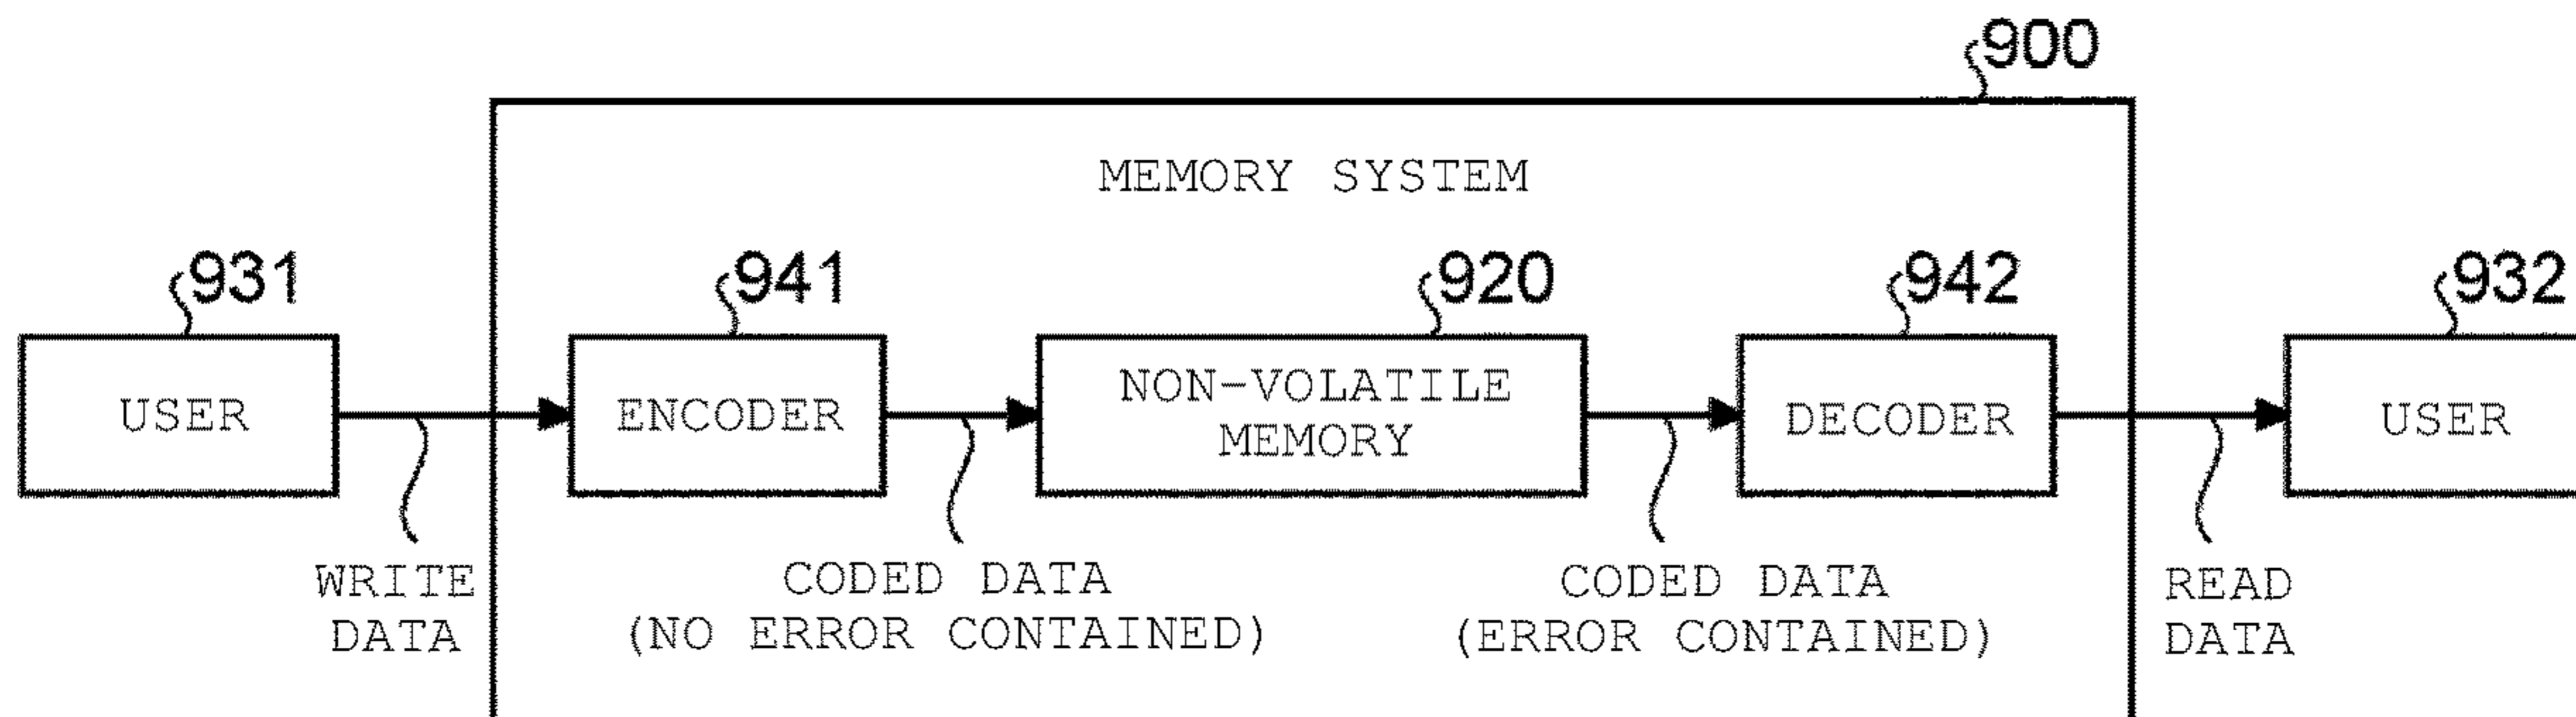 900
MEMORY SYSTEM
931
941
920
942
932
USER
ENCODER
NON-VOLATILE
MEMORY
DECODER
USER
WRITE
DATA
CODED DATA
(NO ERROR CONTAINED)
CODED DATA
(ERROR CONTAINED)
READ
DATA